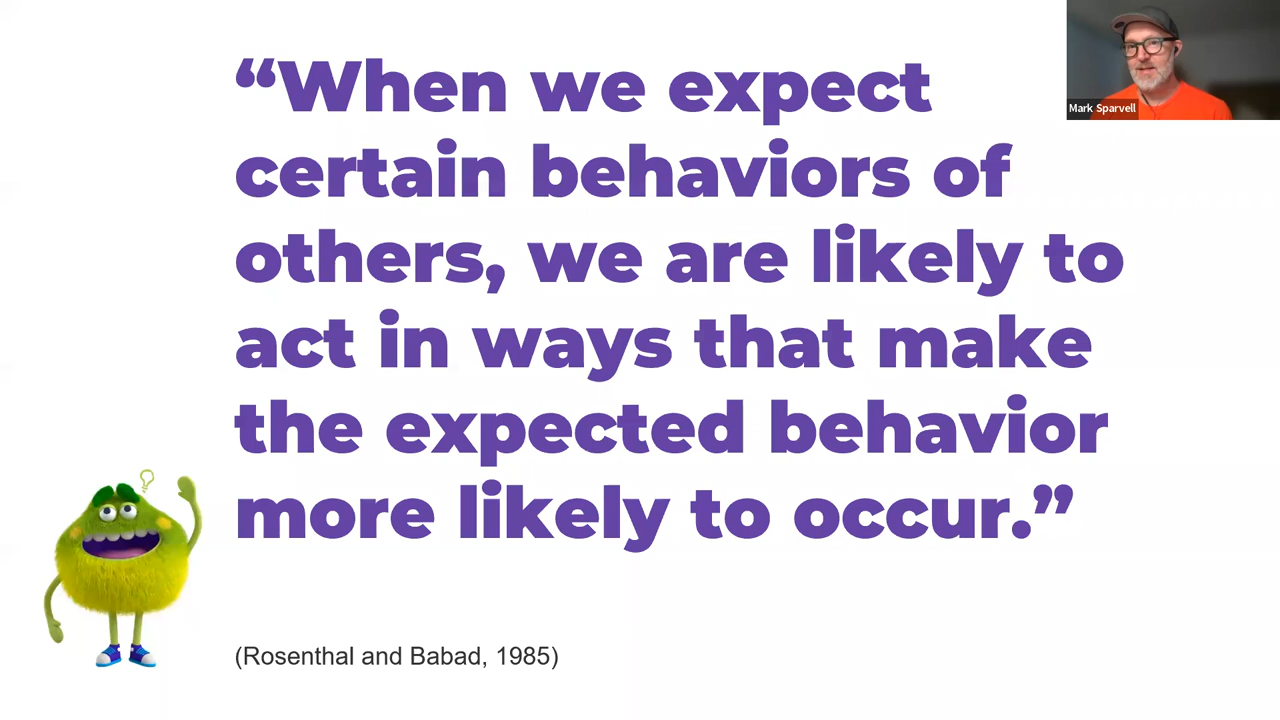 “When we expect
certain behaviors of
others, we are likely to
act in ways that make
the expected behavior
more likely to occur.”
(Rosenthal and Babad, 1985)
Mark Sparvell